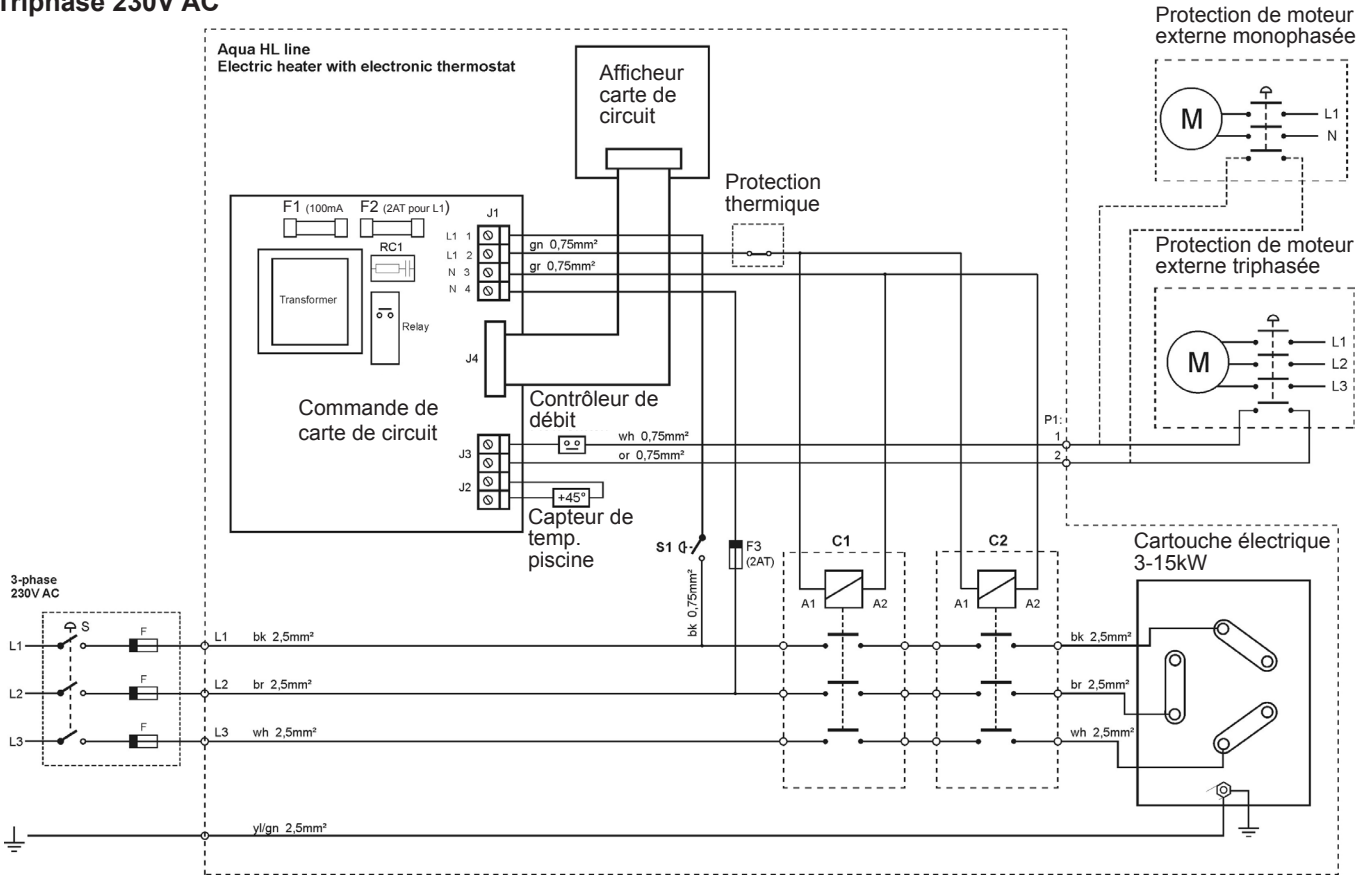 Triphasé 230V AC
Protection de moteur
externe monophasée
Aqua HL line
Electric heater with electronic thermostat
Afficheur
carte de
circuit
M
L1
N
Protection
thermique
F1 (100mA
F2 (2AT pour L1)
J1
RC1
L1 1
L1 2
N 3
N 4
gn 0,75mm²
gr 0,75mm²
Transformer
Relay
J4
Protection de moteur
externe triphasée
M
L1
L2
L3
Commande de
carte de circuit
Contrôleur de
débit
wh 0,75mm²
or 0,75mm²
P1:
1
2
J3
J2
+45°
Capteur de
temp.
piscine
S1
F3
(2AT)
bk 0,75mm²
C1
A1
A2
C2
A1
A2
Cartouche électrique
3-15kW
3-phase
230V AC
S
F
L1
L1
bk 2,5mm²
bk 2,5mm²
F
L2
L2
br 2,5mm²
br 2,5mm²
F
L3
L3
wh 2,5mm²
wh 2,5mm²
yl/gn 2,5mm²